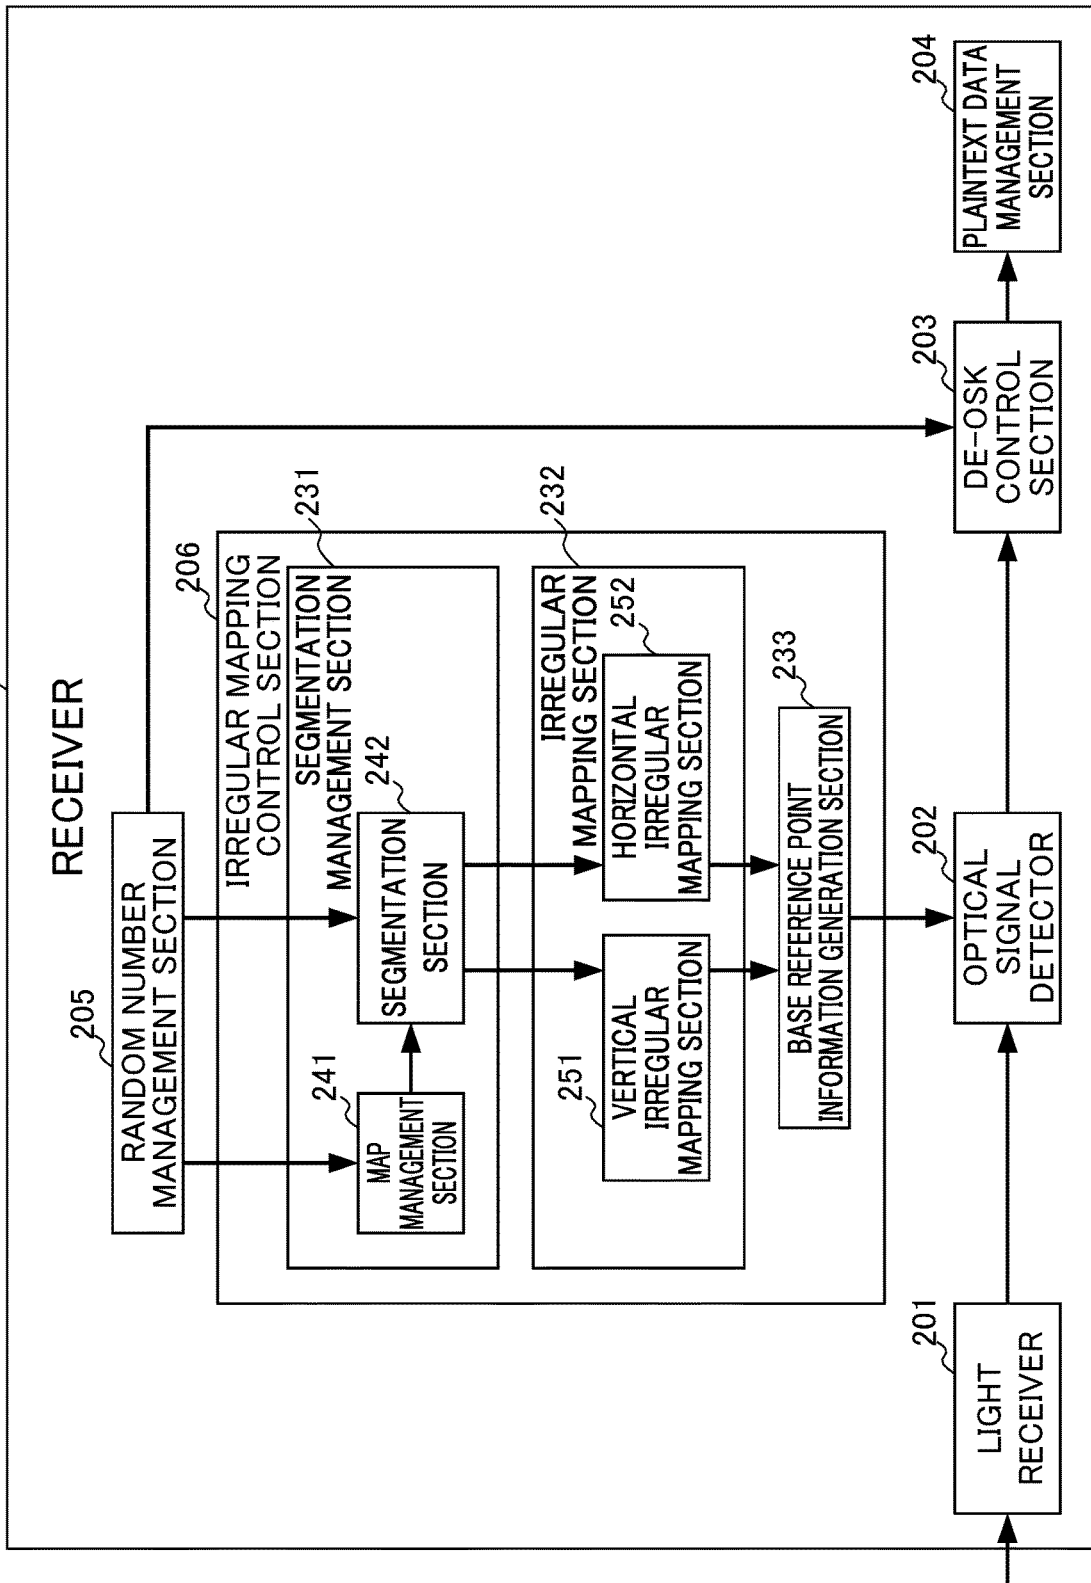 RECEIVER
205
RANDOM NUMBER
MANAGEMENT SECTION
206
IRREGULAR MAPPING
CONTROL SECTION
231
SEGMENTATION
MANAGEMENT SECTION
241
MAP
MANAGEMENT
SECTION
242
SEGMENTATION
SECTION
232
IRREGULAR
MAPPING SECTION
251
VERTICAL
IRREGULAR
MAPPING SECTION
252
HORIZONTAL
IRREGULAR
MAPPING SECTION
233
BASE REFERENCE POINT
INFORMATION GENERATION SECTION
201
LIGHT
RECEIVER
202
OPTICAL
SIGNAL
DETECTOR
203
DE-OSK
CONTROL
SECTION
204
PLAINTEXT DATA
MANAGEMENT
SECTION